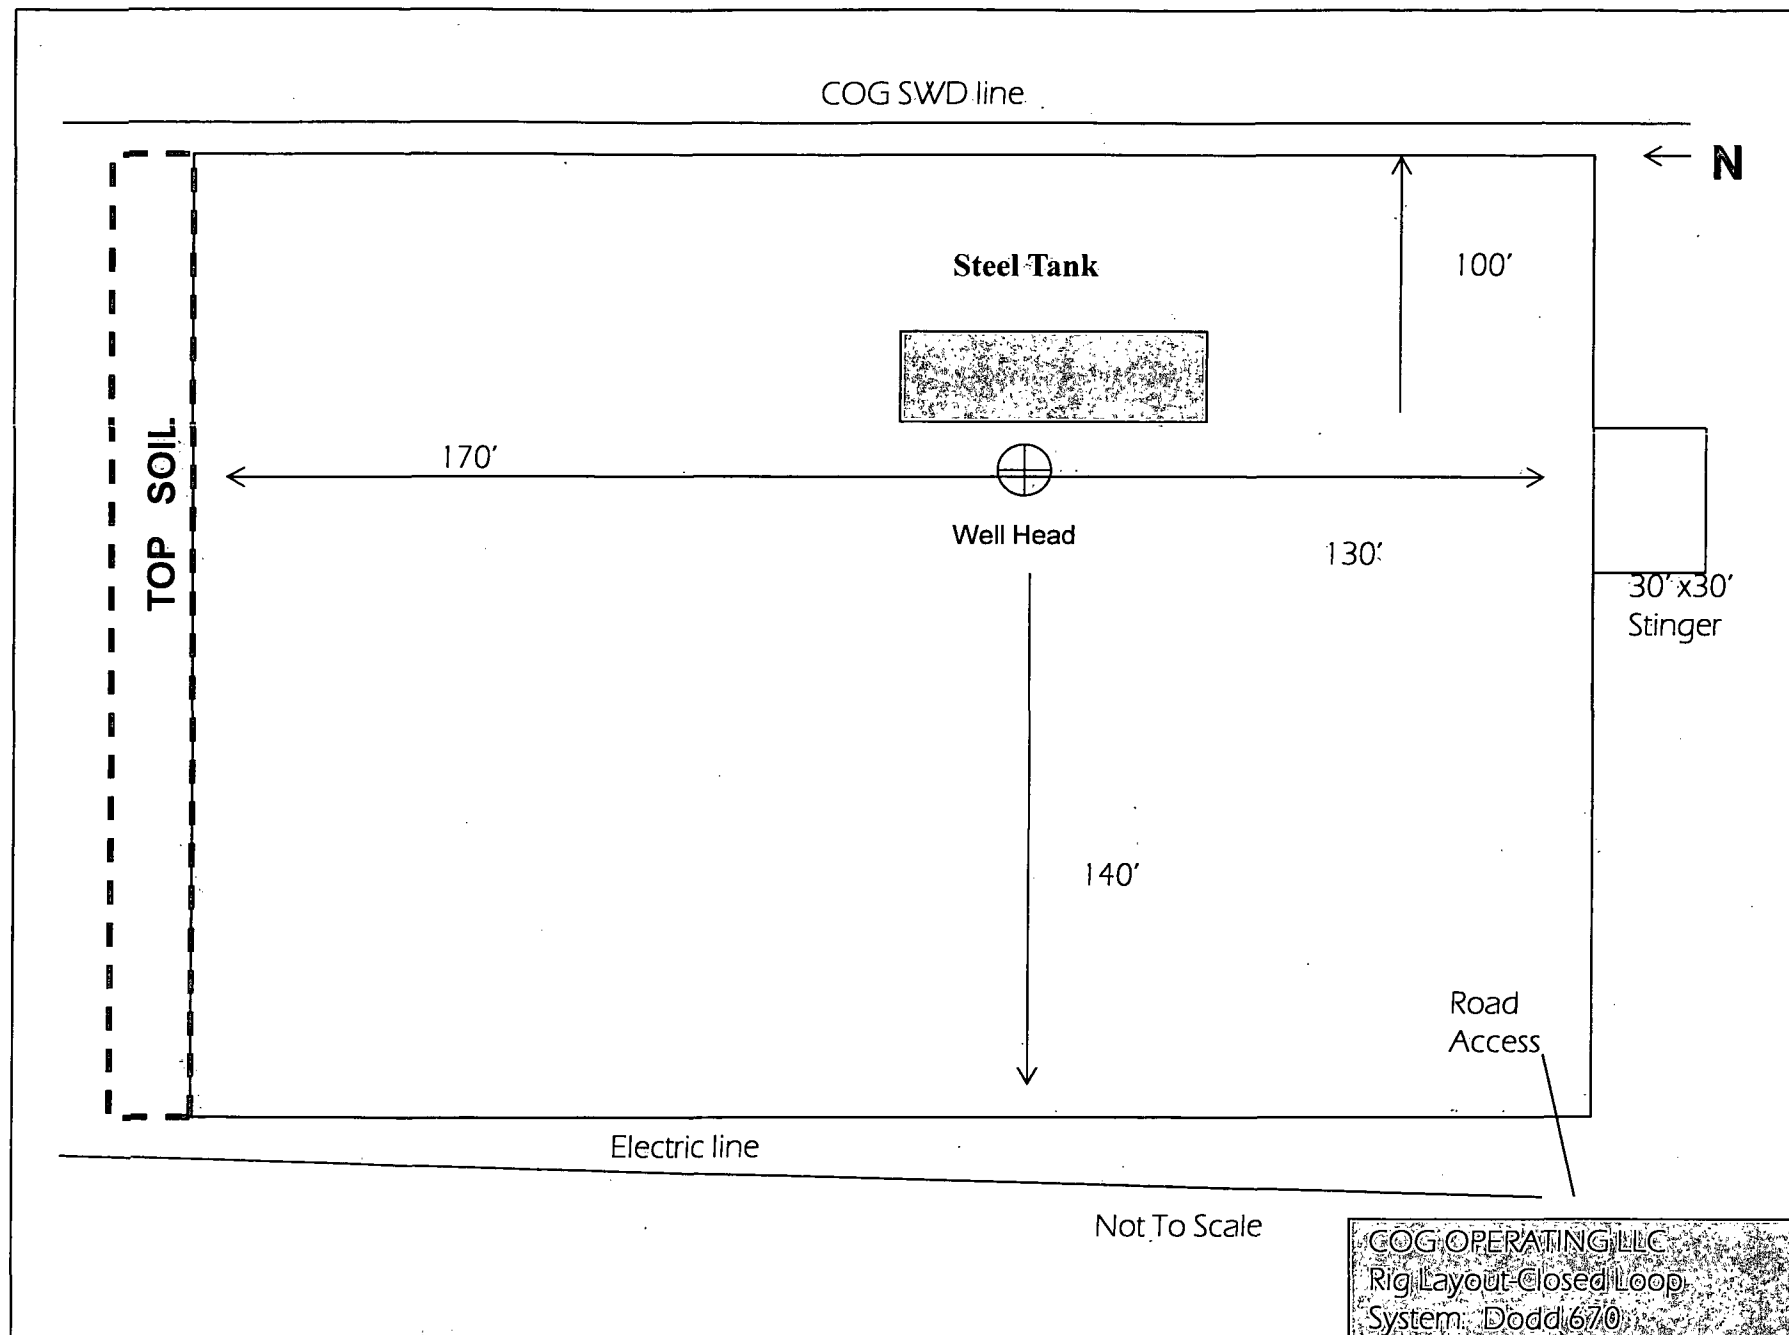 COG SWD line
N
Steel Tank
100'
TOP SOIL
170'
Well Head
130'
30' x30'
Stinger
140'
Road
Access
Electric line
Not To Scale
COG OPERATING LLC
Rig Layout-Closed Loop
System: Dodd 670